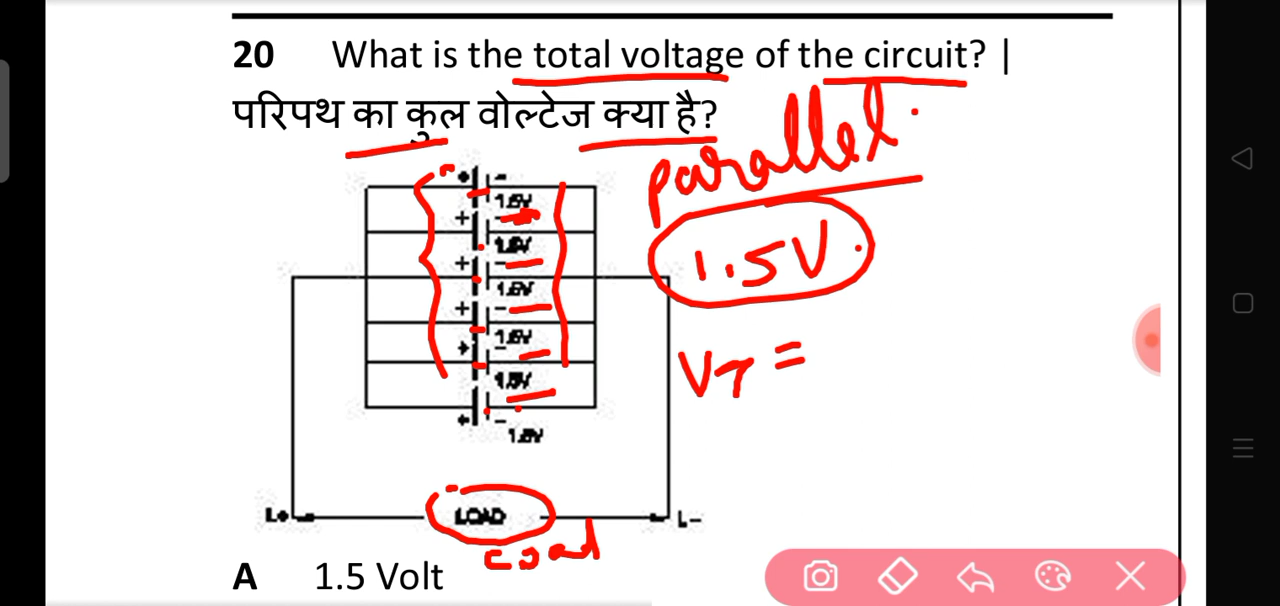 20 What is the total voltage of the circuit? |
परिपथ का कुल वोल्टेज क्या है?
parallel.
+ -
1.5V
+ -
1.5V
+ -
1.5V
1.5V.
+ -
1.5V
+ -
1.5V
VT =
+ -
1.5V
L+ LOAD L-
A 1.5 Volt